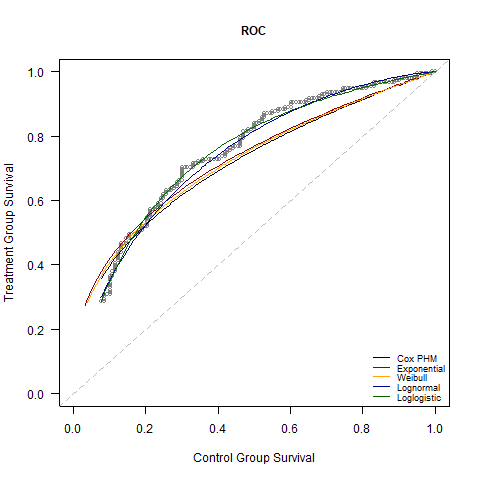 ROC
Treatment Group Survival
1.0
0.8
0.6
0.4
0.2
0.0
Cox PHM
Exponential
Weibull
Lognormal
Loglogistic
0.0 0.2 0.4 0.6 0.8 1.0
Control Group Survival